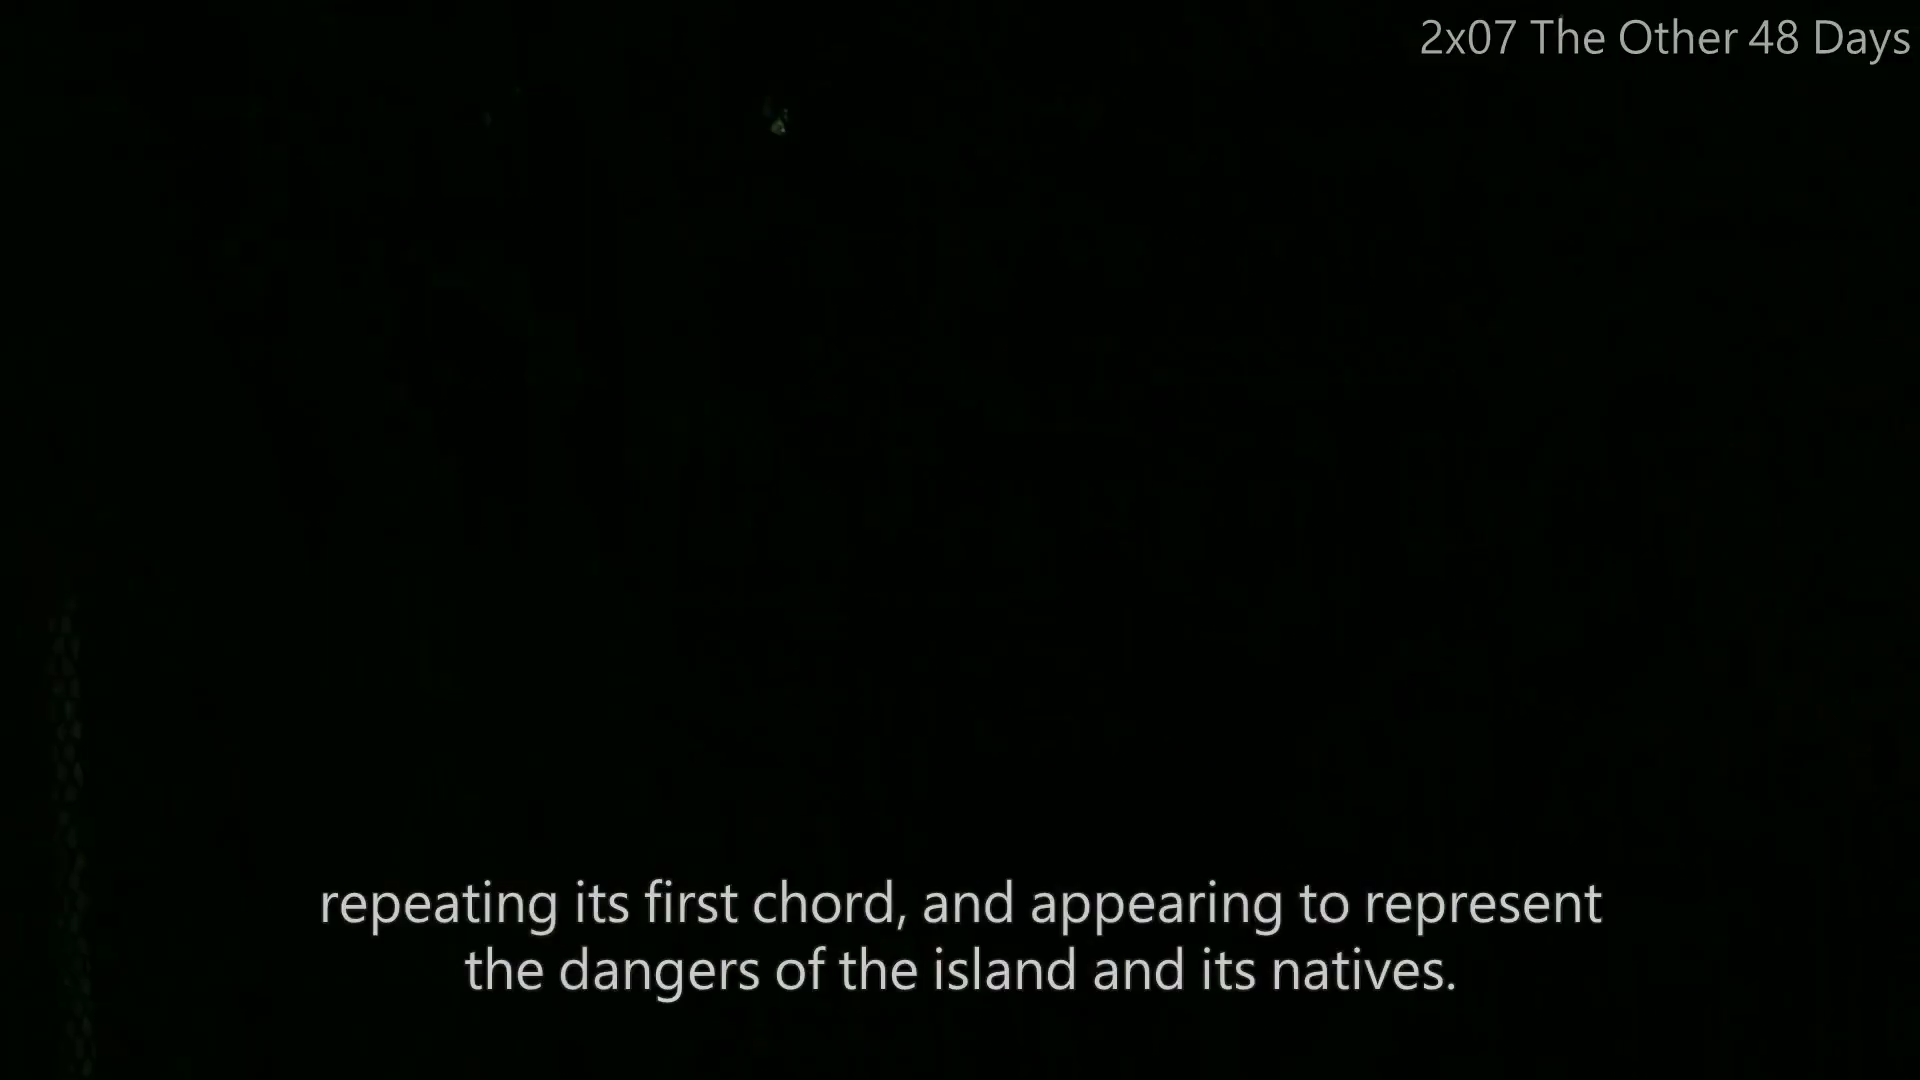 2x07 The Other 48 Days
repeating its first chord, and appearing to represent
the dangers of the island and its natives.